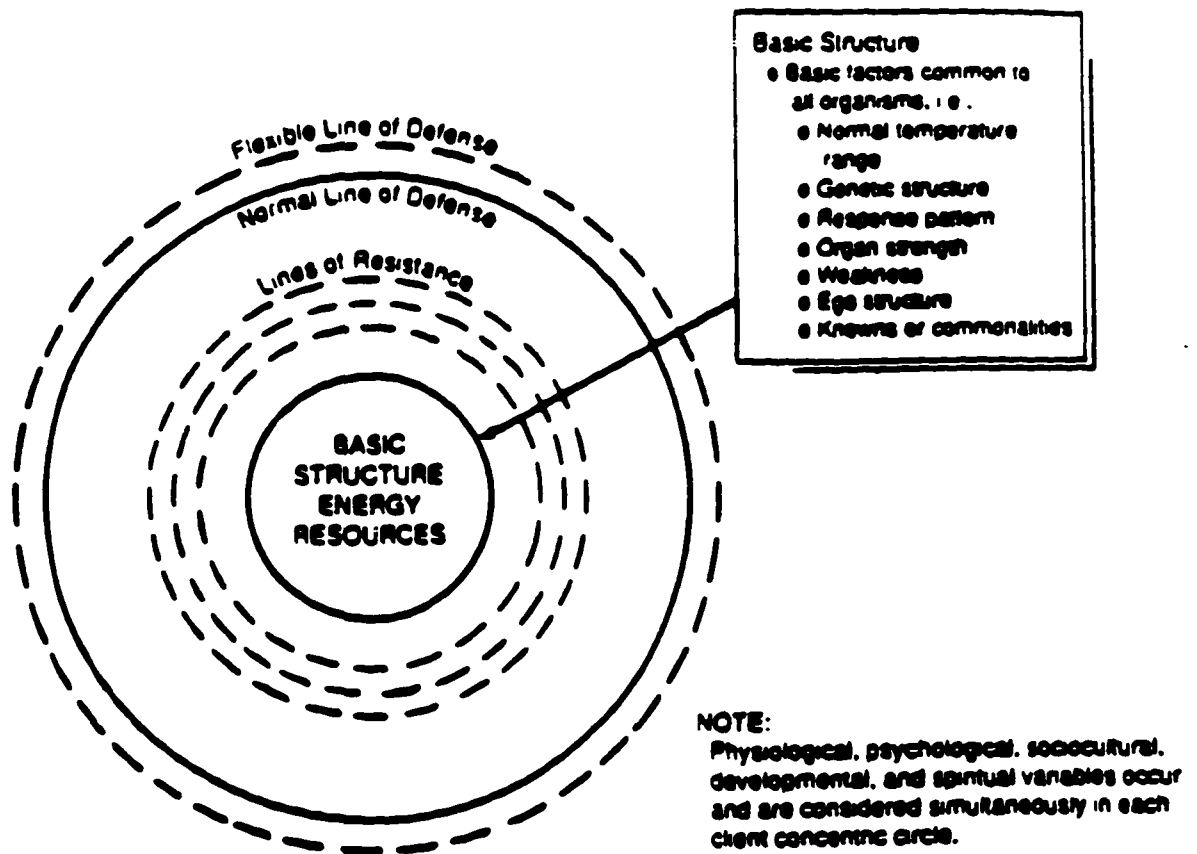 Flexible Line of Defense
Normal Line of Defense
Lines of Resistance
BASIC
STRUCTURE
ENERGY
RESOURCES
Basic Structure
• Basic factors common to
all organisms, i.e.
• Normal temperature
range
• Genetic structure
• Response pattern
• Organ strength
• Weakness
• Ego structure
• Knowns or commonalities
NOTE:
Physiological, psychological, sociocultural,
developmental, and spiritual variables occur
and are considered simultaneously in each
client concentric circle.